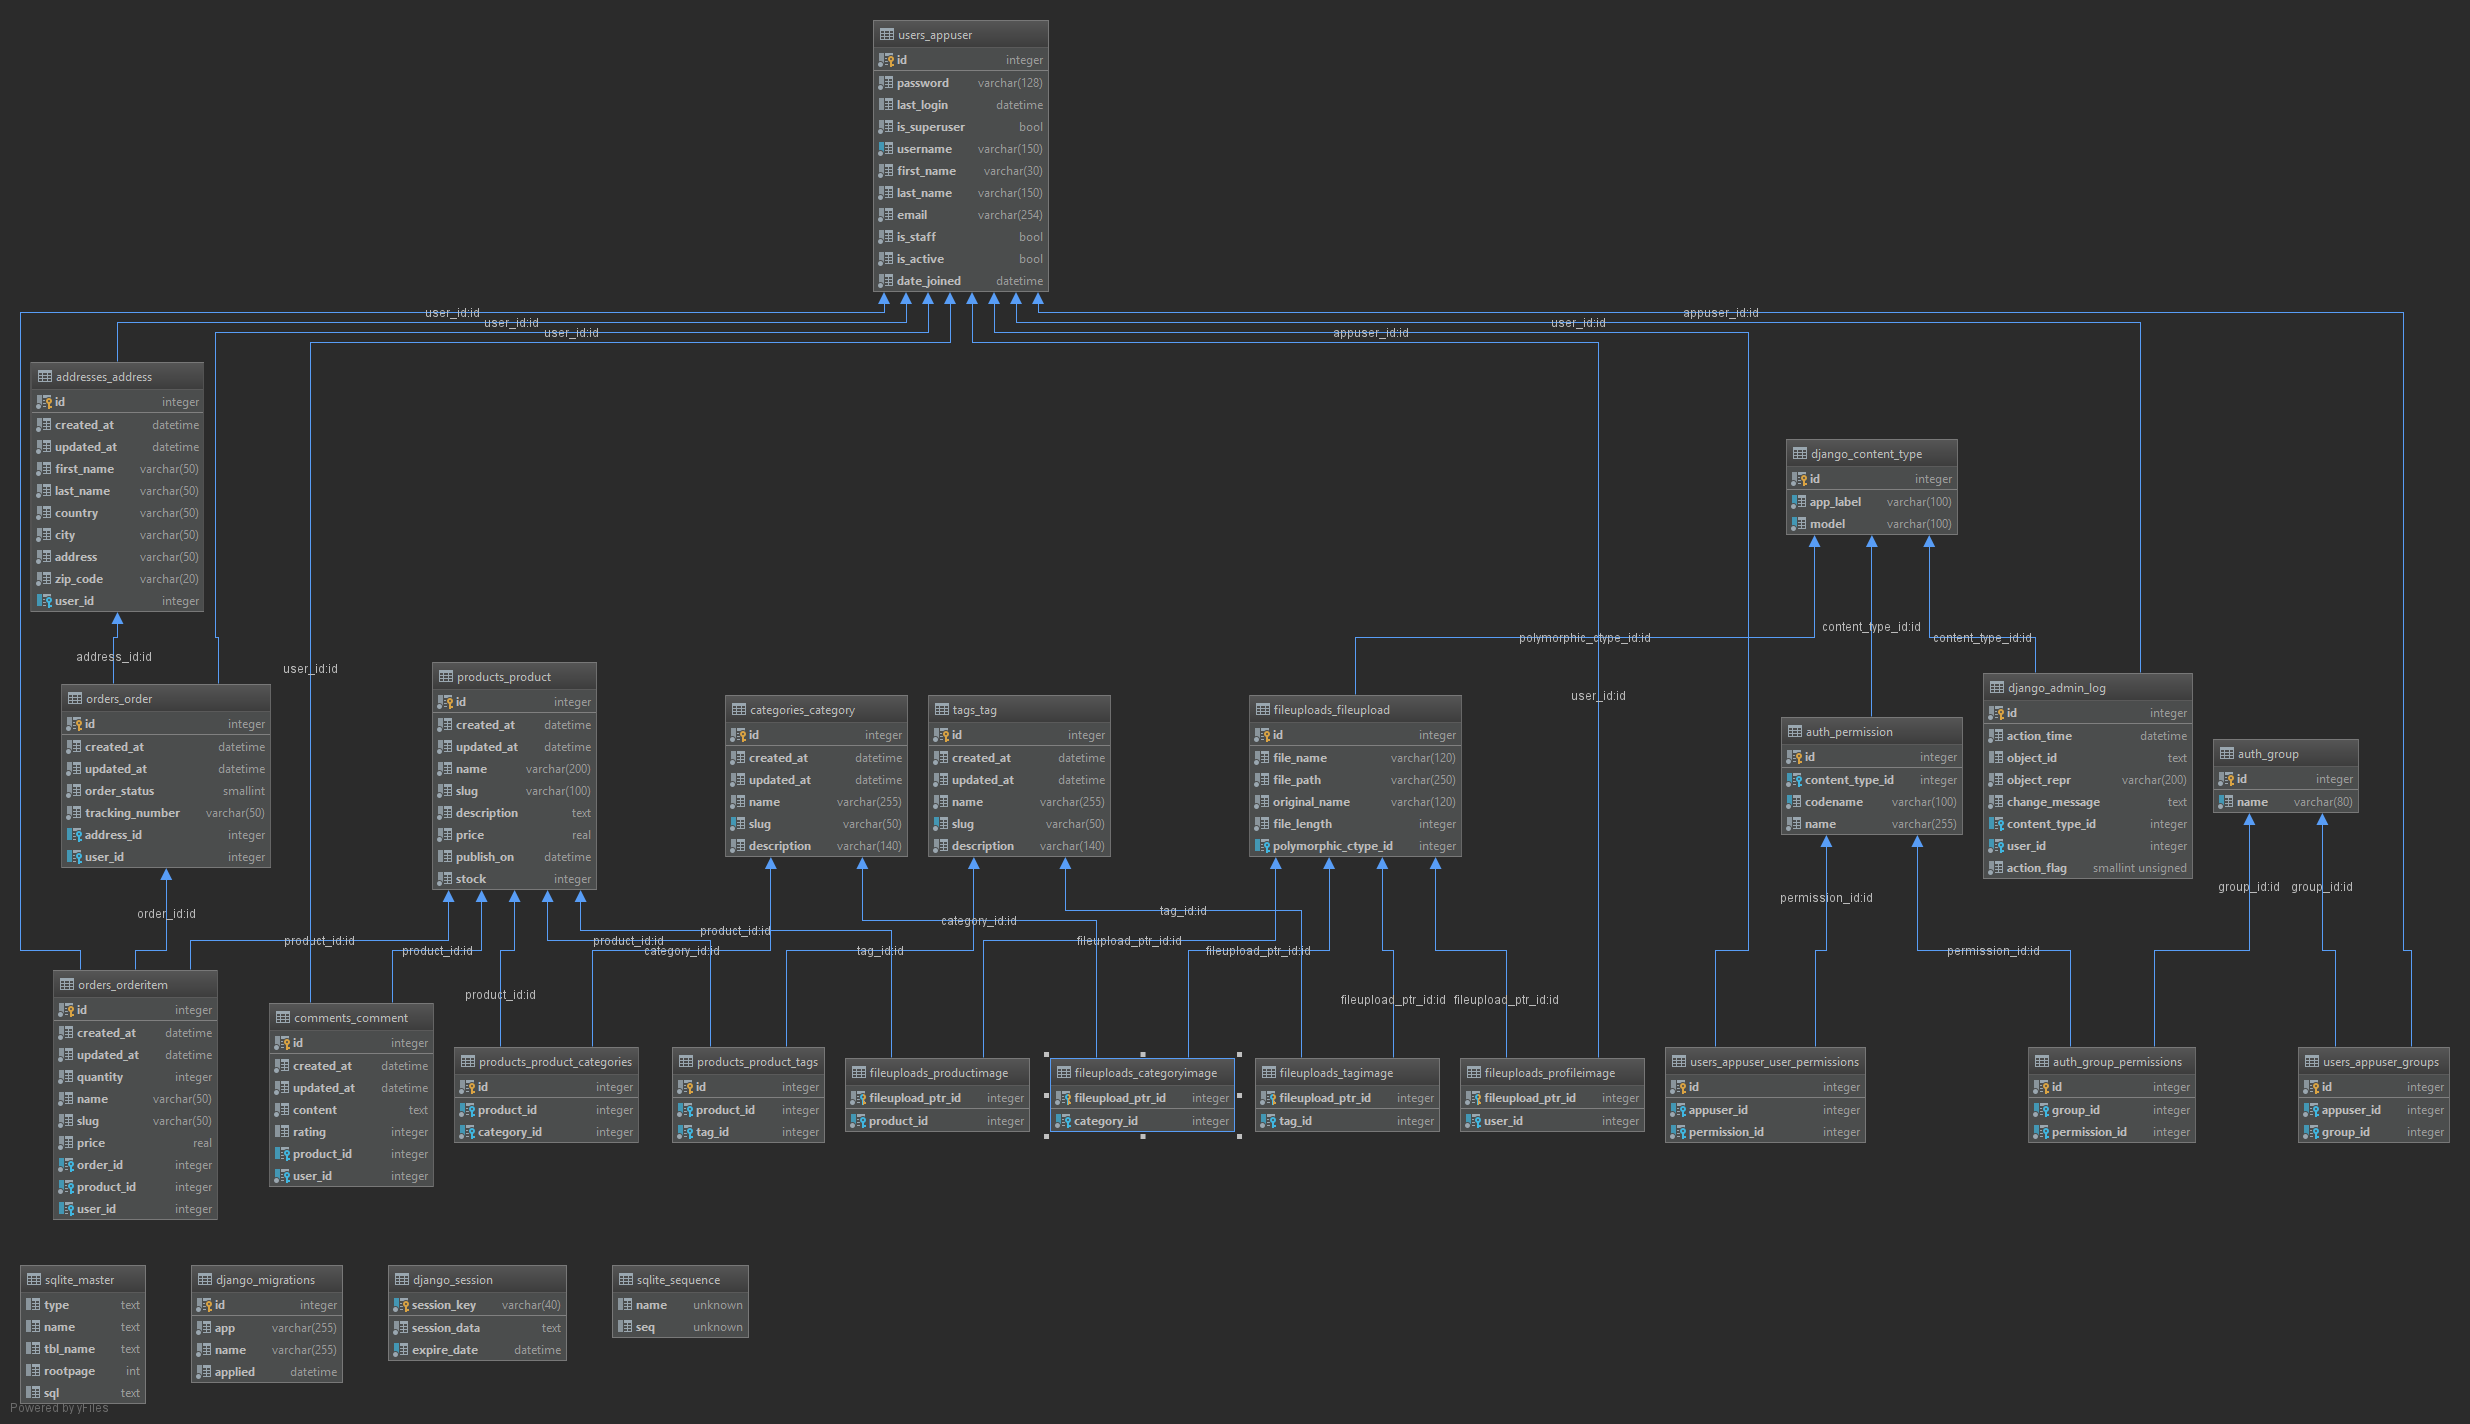 users_appuser
id integer
password varchar(128)
last_login datetime
is_superuser bool
username varchar(150)
first_name varchar(30)
last_name varchar(150)
email varchar(254)
is_staff bool
is_active bool
date_joined datetime
user_id:id
user_id:id
user_id:id
appuser_id:id
user_id:id
appuser_id:id
addresses_address
id integer
created_at datetime
updated_at datetime
first_name varchar(50)
last_name varchar(50)
country varchar(50)
city varchar(50)
address varchar(50)
zip_code varchar(20)
user_id integer
django_content_type
id integer
app_label varchar(100)
model varchar(100)
address_id:id
user_id:id
polymorphic_ctype_id:id
content_type_id:id
content_type_id:id
user_id:id
orders_order
id integer
created_at datetime
updated_at datetime
order_status smallint
tracking_number varchar(50)
address_id integer
user_id integer
products_product
id integer
created_at datetime
updated_at datetime
name varchar(200)
slug varchar(100)
description text
price real
publish_on datetime
stock integer
categories_category
id integer
created_at datetime
updated_at datetime
name varchar(255)
slug varchar(50)
description varchar(140)
tags_tag
id integer
created_at datetime
updated_at datetime
name varchar(255)
slug varchar(50)
description varchar(140)
fileuploads_fileupload
id integer
file_name varchar(120)
file_path varchar(250)
original_name varchar(120)
file_length integer
polymorphic_ctype_id integer
auth_permission
id integer
content_type_id integer
codename varchar(100)
name varchar(255)
django_admin_log
id integer
action_time datetime
object_id text
object_repr varchar(200)
change_message text
content_type_id integer
user_id integer
action_flag smallint unsigned
auth_group
id integer
name varchar(80)
order_id:id
product_id:id
product_id:id
product_id:id
product_id:id
product_id:id
category_id:id
tag_id:id
category_id:id
tag_id:id
fileupload_ptr_id:id
fileupload_ptr_id:id
fileupload_ptr_id:id
fileupload_ptr_id:id
permission_id:id
permission_id:id
group_id:id
group_id:id
orders_orderitem
id integer
created_at datetime
updated_at datetime
quantity integer
name varchar(50)
slug varchar(50)
price real
order_id integer
product_id integer
user_id integer
comments_comment
id integer
created_at datetime
updated_at datetime
content text
rating integer
product_id integer
user_id integer
products_product_categories
id integer
product_id integer
category_id integer
products_product_tags
id integer
product_id integer
tag_id integer
fileuploads_productimage
fileupload_ptr_id integer
product_id integer
fileuploads_categoryimage
fileupload_ptr_id integer
category_id integer
fileuploads_tagimage
fileupload_ptr_id integer
tag_id integer
fileuploads_profileimage
fileupload_ptr_id integer
user_id integer
users_appuser_user_permissions
id integer
appuser_id integer
permission_id integer
auth_group_permissions
id integer
group_id integer
permission_id integer
users_appuser_groups
id integer
appuser_id integer
group_id integer
sqlite_master
type text
name text
tbl_name text
rootpage int
sql text
django_migrations
id integer
app varchar(255)
name varchar(255)
applied datetime
django_session
session_key varchar(40)
session_data text
expire_date datetime
sqlite_sequence
name unknown
seq unknown
Powered by yFiles